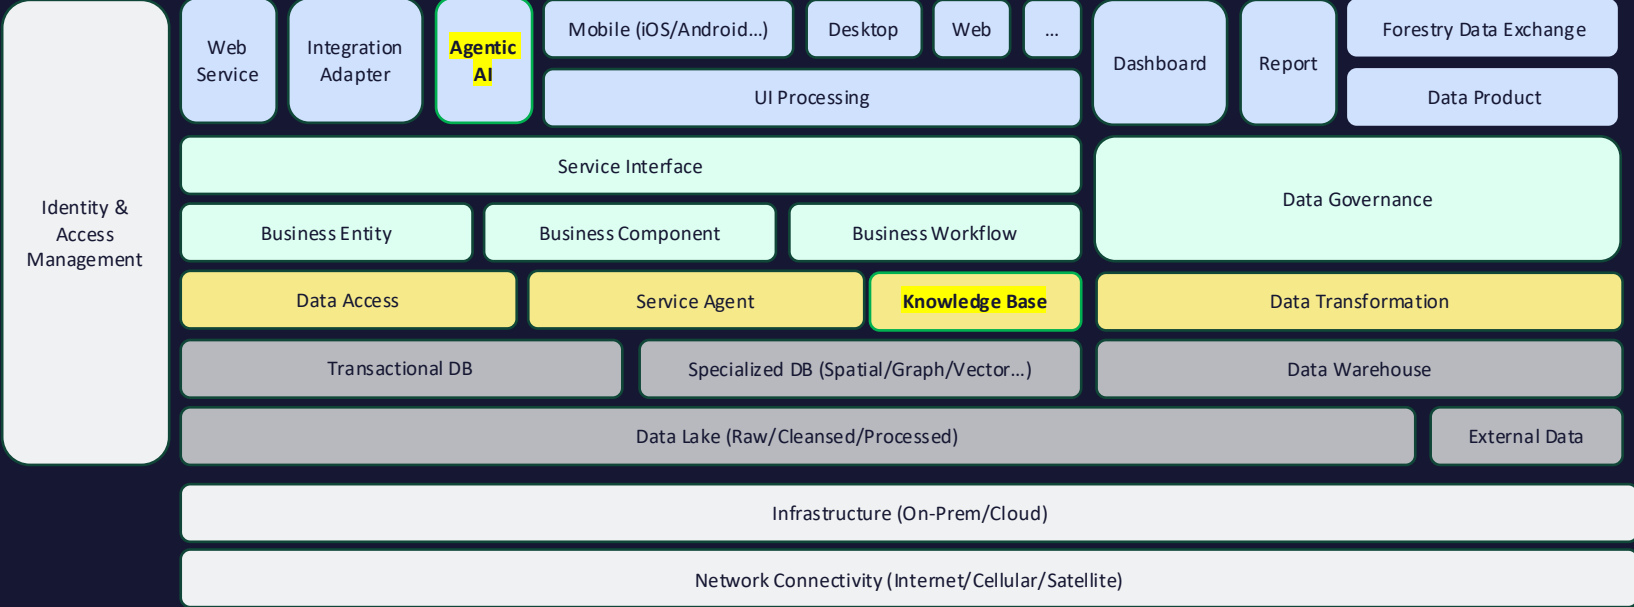 Identity &
Access
Management
Web
Service
Integration
Adapter
Agentic
AI
Mobile (iOS/Android...)
Desktop
Web
...
UI Processing
Dashboard
Report
Forestry Data Exchange
Data Product
Service Interface
Data Governance
Business Entity
Business Component
Business Workflow
Data Access
Service Agent
Knowledge Base
Data Transformation
Transactional DB
Specialized DB (Spatial/Graph/Vector...)
Data Warehouse
Data Lake (Raw/Cleansed/Processed)
External Data
Infrastructure (On-Prem/Cloud)
Network Connectivity (Internet/Cellular/Satellite)